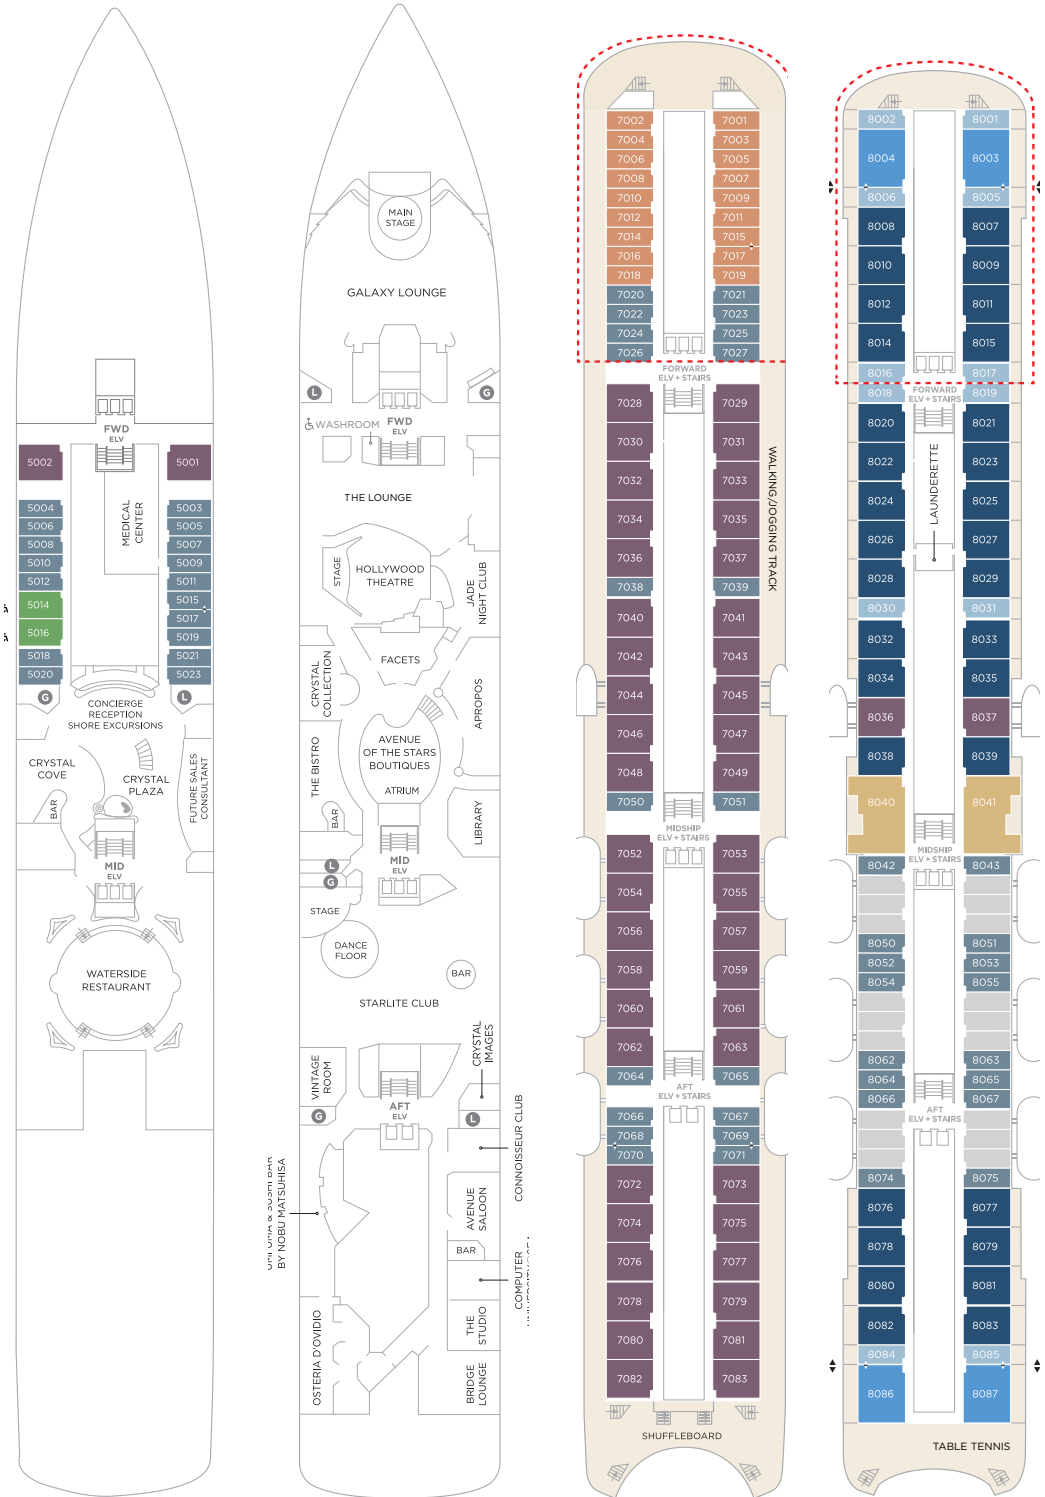 FWD
ELV
5002
5001
MEDICAL
CENTER
5004
5003
5006
5005
5008
5007
5010
5009
5012
5011
5014
5015
5017
5016
5019
5018
5021
5020
5023
G
L
CONCIERGE
RECEPTION
SHORE EXCURSIONS
CRYSTAL
COVE
BAR
CRYSTAL
PLAZA
FUTURE SALES
CONSULTANT
MID
ELV
WATERSIDE
RESTAURANT
MAIN
STAGE
GALAXY LOUNGE
L
G
WASHROOM
FWD
ELV
THE LOUNGE
STAGE
HOLLYWOOD
THEATRE
JADE
NIGHT CLUB
FACETS
CRYSTAL
COLLECTION
APROPOS
AVENUE
OF THE STARS
BOUTIQUES
ATRIUM
THE BISTRO
BAR
LIBRARY
L
G
MID
ELV
STAGE
DANCE
FLOOR
BAR
STARLITE CLUB
CRYSTAL
IMAGES
VINTAGE
ROOM
G
AFT
ELV
L
CONNOISSEUR CLUB
BY NOBU MATSUHISA
AVENUE
SALOON
BAR
COMPUTER
THE
STUDIO
OSTERIA D'OVIDIO
BRIDGE
LOUNGE
7002
7001
7004
7003
7006
7005
7008
7007
7010
7009
7012
7011
7014
7015
7016
7017
7018
7019
7020
7021
7022
7023
7024
7025
7026
7027
FORWARD
ELV + STAIRS
7028
7029
7030
7031
7032
7033
7034
7035
7036
7037
7038
7039
WALKING/JOGGING TRACK
7040
7041
7042
7043
7044
7045
7046
7047
7048
7049
7050
7051
MIDSHIP
ELV + STAIRS
7052
7053
7054
7055
7056
7057
7058
7059
7060
7061
7062
7063
7064
7065
AFT
ELV + STAIRS
7066
7067
7068
7069
7070
7071
7072
7073
7074
7075
7076
7077
7078
7079
7080
7081
7082
7083
SHUFFLEBOARD
8002
8001
8004
8003
8006
8005
8008
8007
8010
8009
8012
8011
8014
8015
8016
8017
8018
8019
FORWARD
ELV + STAIRS
8020
8021
8022
8023
LAUNDERETTE
8024
8025
8026
8027
8028
8029
8030
8031
8032
8033
8034
8035
8036
8037
8038
8039
8040
8041
MIDSHIP
ELV + STAIRS
8042
8043
8050
8051
8052
8053
8054
8055
8062
8063
8064
8065
8066
8067
AFT
ELV + STAIRS
8074
8075
8076
8077
8078
8079
8080
8081
8082
8083
8084
8085
8086
8087
TABLE TENNIS